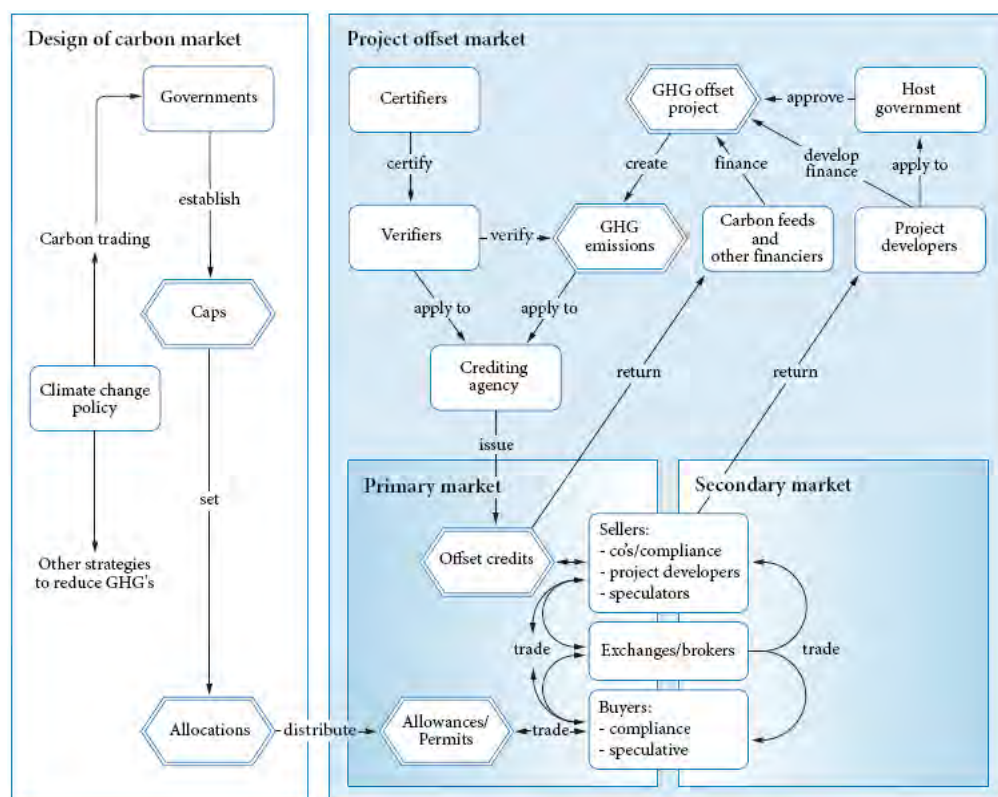 Design of carbon market
Governments
establish
Carbon trading
Caps
Climate change
policy
set
Other strategies
to reduce GHG's
Allocations
distribute
Project offset market
Certifiers
GHG offset
project
approve
Host
government
certify
create
finance
develop
finance
apply to
Verifiers
verify
GHG
emissions
Carbon feeds
and
other financiers
Project
developers
apply to
apply to
Crediting
agency
return
return
issue
Primary market
Secondary market
Offset credits
Sellers:
- co's/compliance
- project developers
- speculators
trade
Exchanges/brokers
trade
Allowances/
Permits
trade
Buyers:
- compliance
- speculative